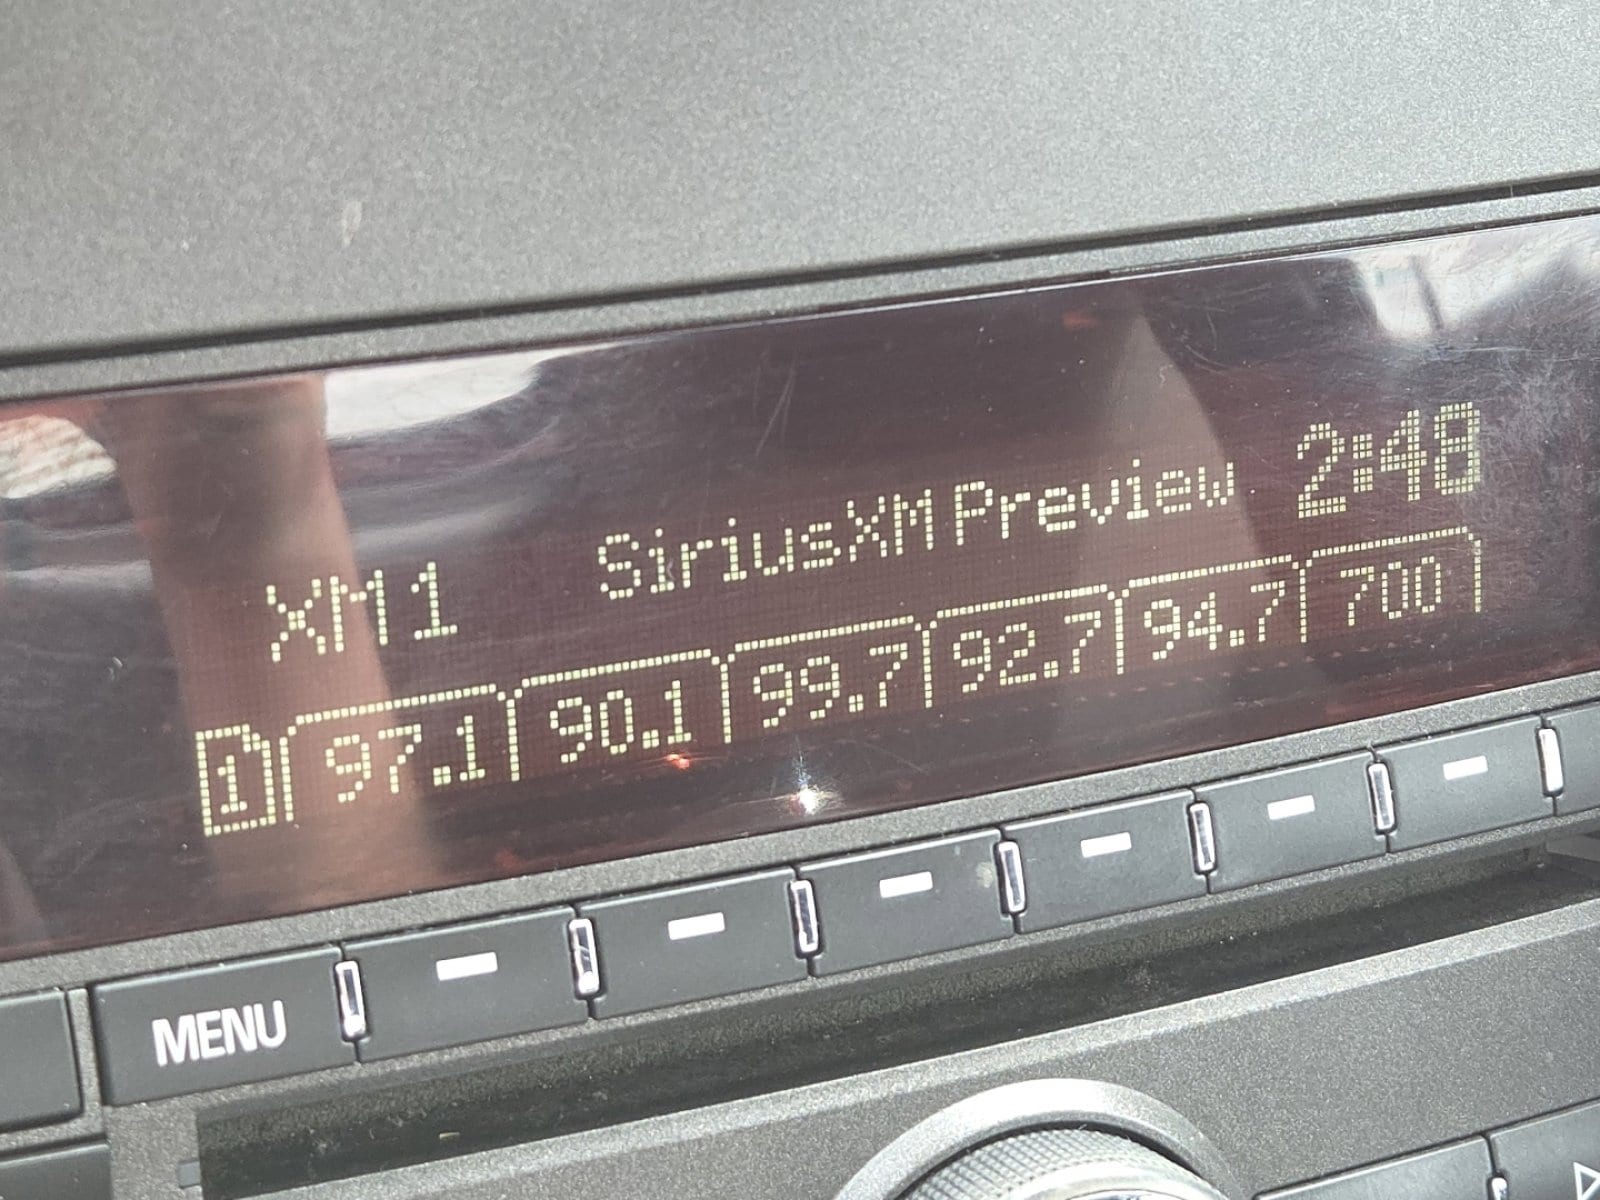 XM1 SiriusXM Preview 2:48
1 97.1 90.1 99.7 92.7 94.7 700
MENU